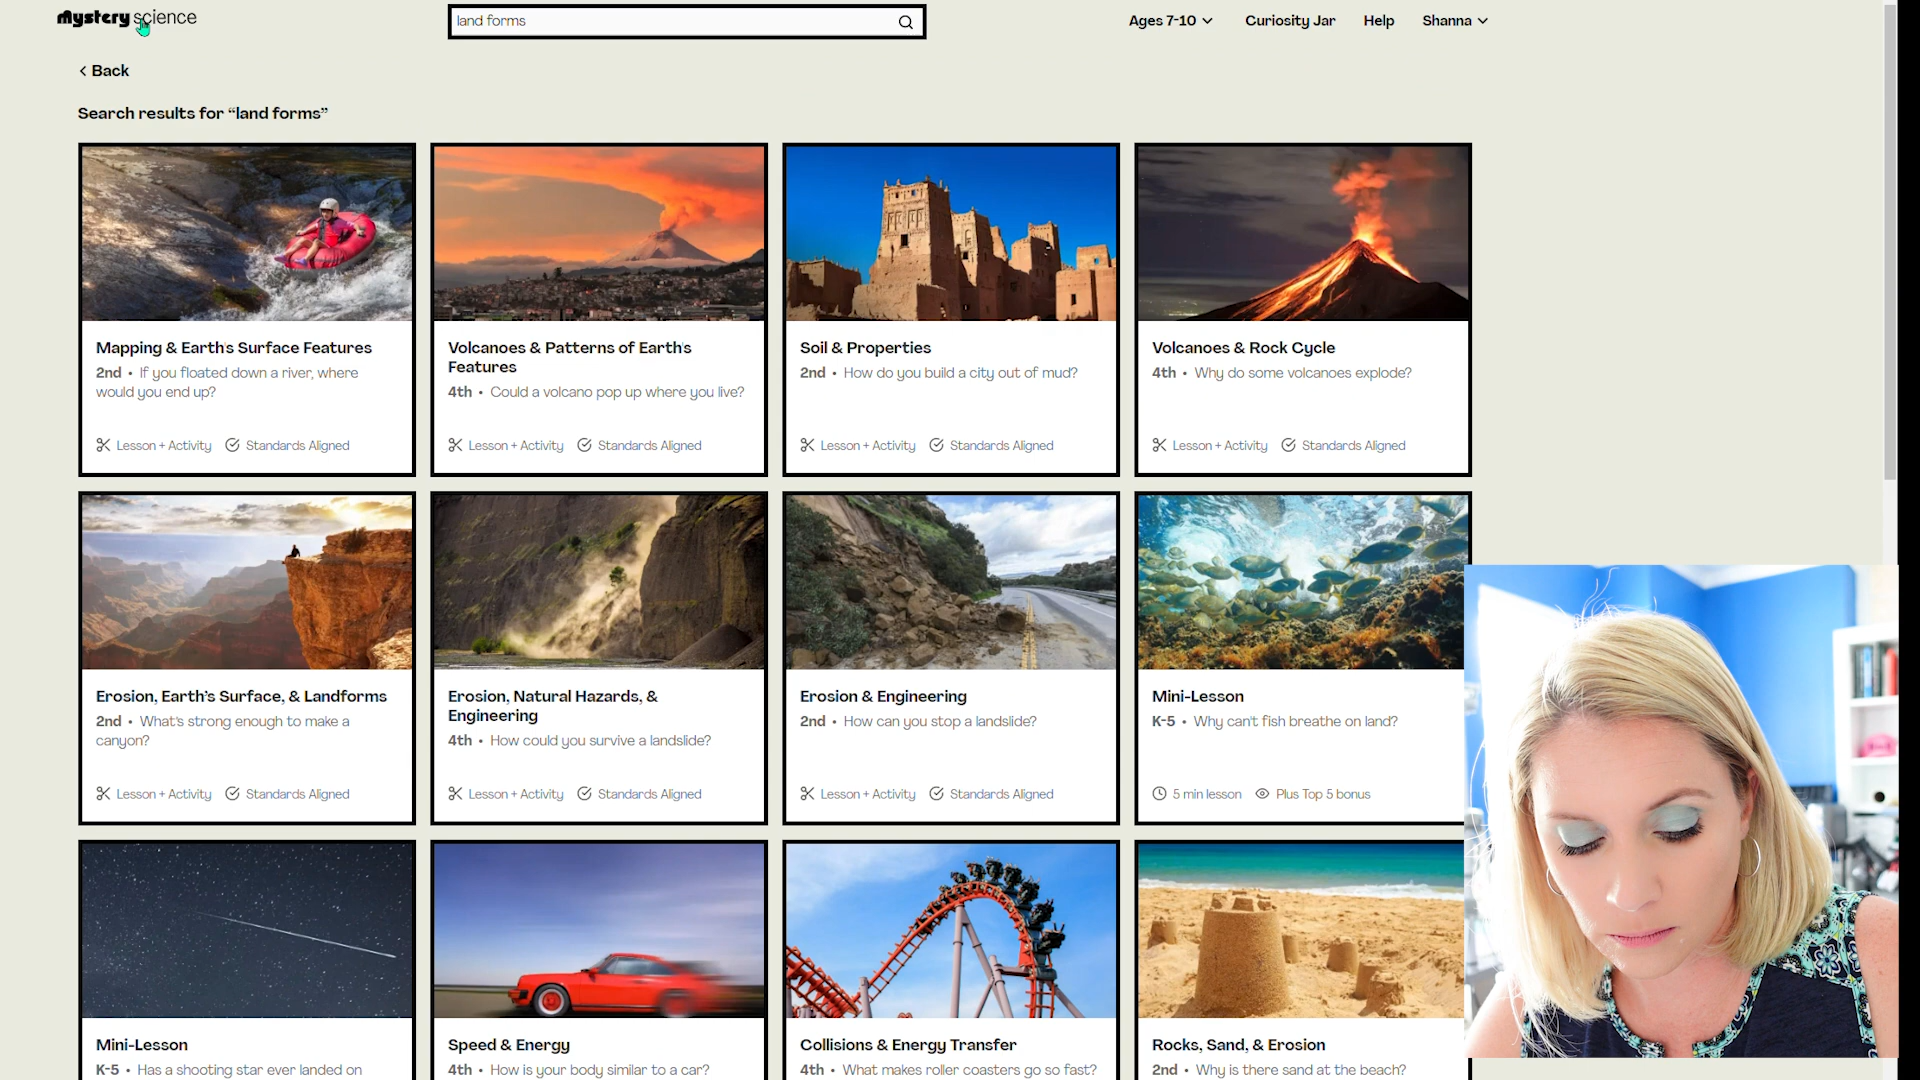 Mystery science
land forms
Ages 7-10
Curiosity Jar
Help
Shanna
Back
Search results for “land forms”
Mapping & Earth's Surface Features
2nd • If you floated down a river, where
would you end up?
Lesson + Activity
Standards Aligned
Volcanoes & Patterns of Earth's
Features
4th • Could a volcano pop up where you live?
Lesson + Activity
Standards Aligned
Soil & Properties
2nd • How do you build a city out of mud?
Lesson + Activity
Standards Aligned
Volcanoes & Rock Cycle
4th • Why do some volcanoes explode?
Lesson + Activity
Standards Aligned
Erosion, Earth’s Surface, & Landforms
2nd • What's strong enough to make a
canyon?
Lesson + Activity
Standards Aligned
Erosion, Natural Hazards, &
Engineering
4th • How could you survive a landslide?
Lesson + Activity
Standards Aligned
Erosion & Engineering
2nd • How can you stop a landslide?
Lesson + Activity
Standards Aligned
Mini-Lesson
K-5 • Why can't fish breathe on land?
5 min lesson
Plus Top 5 bonus
Mini-Lesson
K-5 • Has a shooting star ever landed on
Speed & Energy
4th • How is your body similar to a car?
Collisions & Energy Transfer
4th • What makes roller coasters go so fast?
Rocks, Sand, & Erosion
2nd • Why is there sand at the beach?